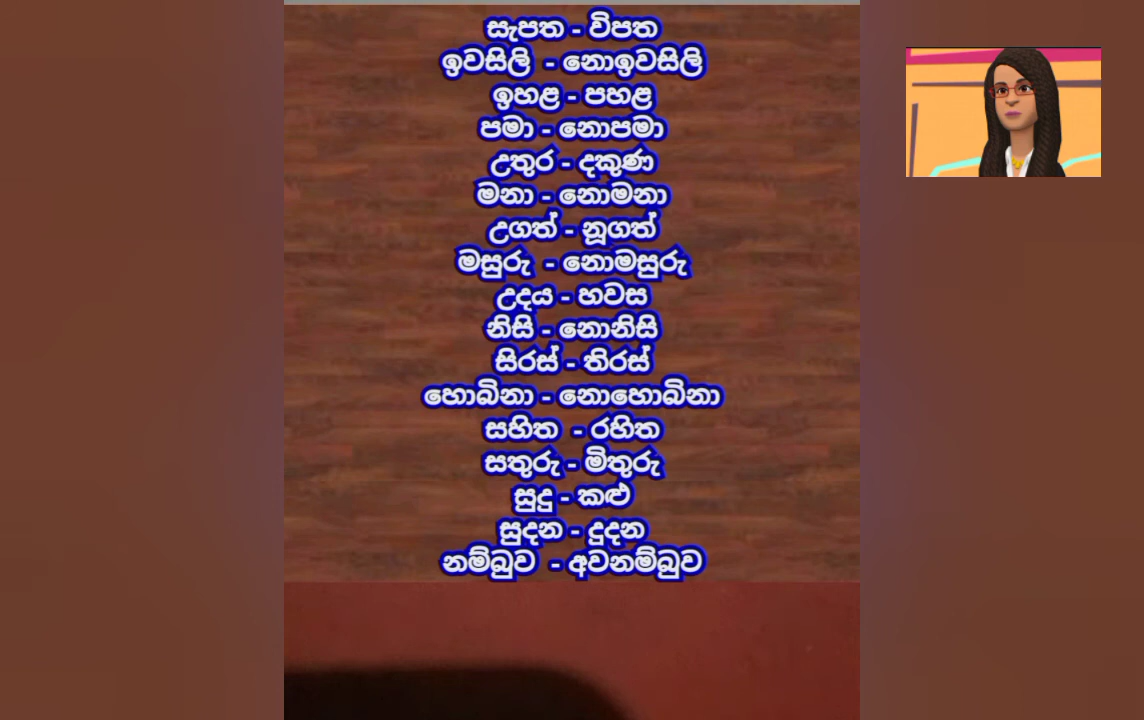 සැපත - විපත
ඉවසිලි - නොඉවසිලි
ඉහළ - පහළ
පමා - නොපමා
උතුර - දකුණ
මනා - නොමනා
උගත් - නූගත්
මසුරු - නොමසුරු
උදය - හවස
නිසි - නොනිසි
සිරස් - තිරස්
හොබිනා - නොහොබිනා
සහිත - රහිත
සතුරු - මිතුරු
සුදු - කළු
සුදන - දුදන
නම්බුව - අවනම්බුව